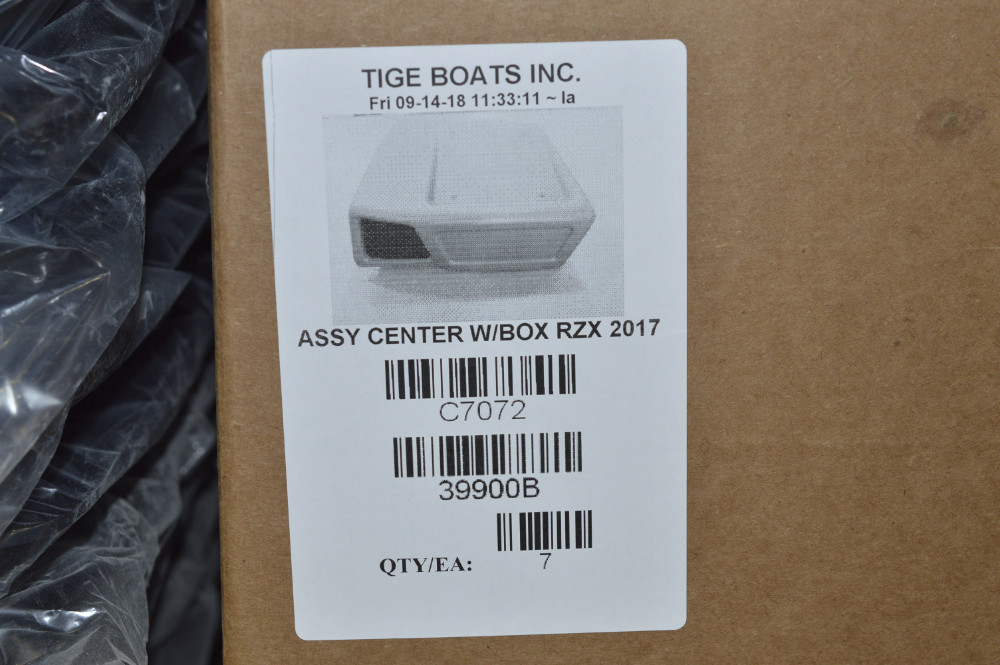 TIGE BOATS INC.
Fri 09-14-18 11:33:11 ~ la
ASSY CENTER W/BOX RZX 2017
C7072
39900B
QTY/EA: 7